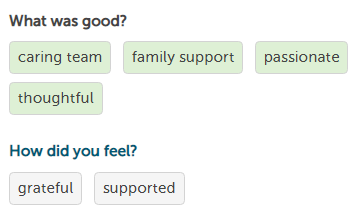 What was good?
caring team family support passionate
thoughtful
How did you feel?
grateful supported